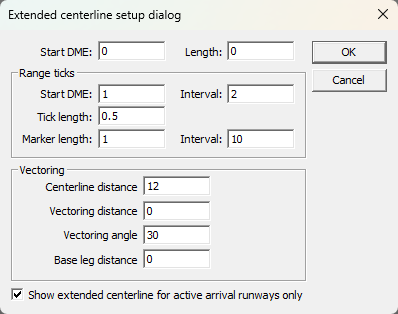 Extended centerline setup dialog
Start DME: 0 Length: 0 OK
Range ticks Cancel
Start DME: 1 Interval: 2
Tick length: 0.5
Marker length: 1 Interval: 10
Vectoring
Centerline distance 12
Vectoring distance 0
Vectoring angle 30
Base leg distance 0
Show extended centerline for active arrival runways only